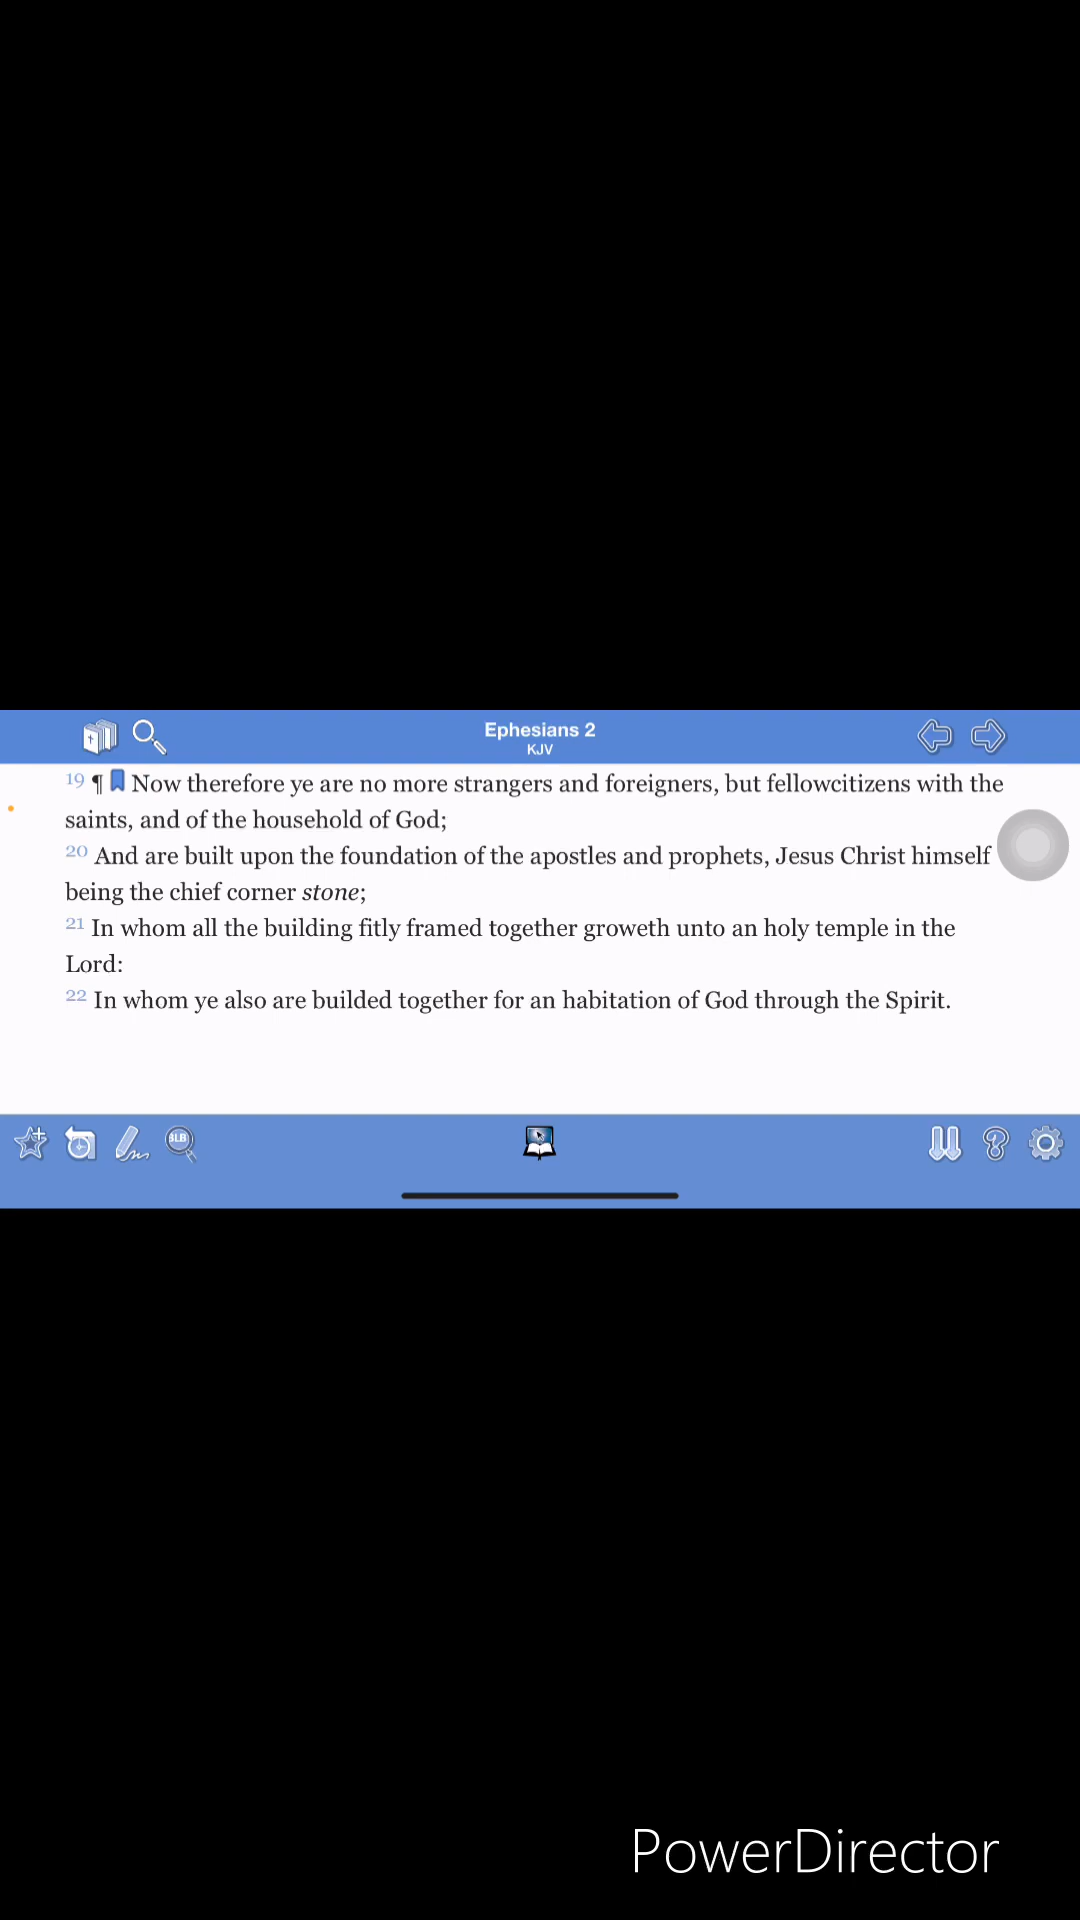 Ephesians 2
KJV
19 ¶ Now therefore ye are no more strangers and foreigners, but fellowcitizens with the
saints, and of the household of God;
20 And are built upon the foundation of the apostles and prophets, Jesus Christ himself
being the chief corner stone;
21 In whom all the building fitly framed together groweth unto an holy temple in the
Lord:
22 In whom ye also are builded together for an habitation of God through the Spirit.
BLB
PowerDirector